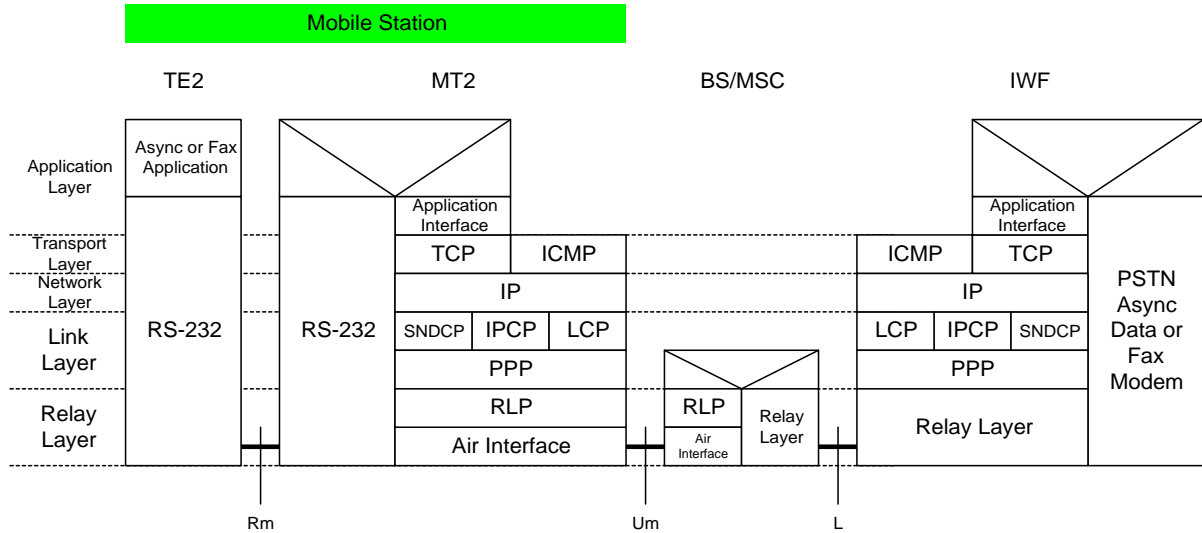 Mobile Station
TE2
MT2
BS/MSC
IWF
Application
Layer
Async or Fax
Application
Application
Interface
Application
Interface
Transport
Layer
TCP
ICMP
ICMP
TCP
Network
Layer
IP
IP
Link
Layer
RS-232
RS-232
SNDCP
IPCP
LCP
LCP
IPCP
SNDCP
PSTN
Async
Data or
Fax
Modem
PPP
PPP
Relay
Layer
RLP
RLP
Relay
Layer
Relay Layer
Air Interface
Air
Interface
Rm
Um
L